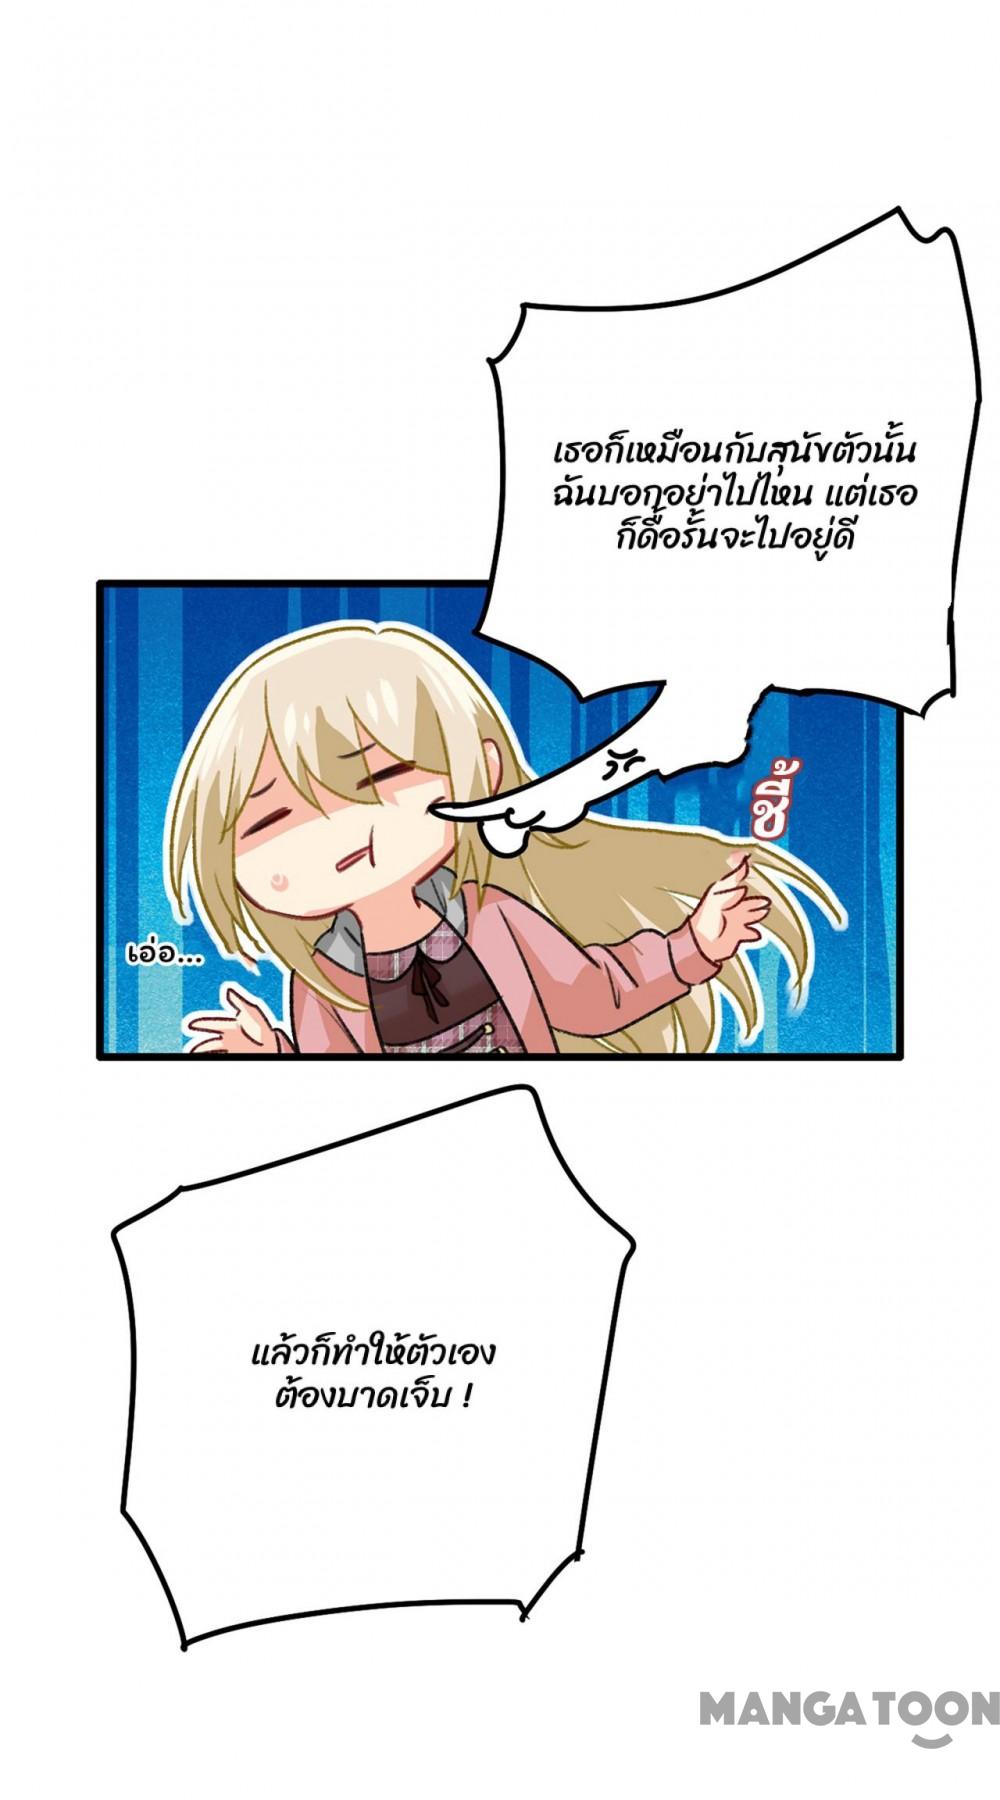 เธอก็เหมือนกับสุนัขตัวนั้น
ฉันบอกอย่าไปไหน แต่เธอ
ก็ดื้อรั้นจะไปอยู่ดี
ชี้
เอ่อ...
แล้วก็ทำให้ตัวเอง
ต้องบาดเจ็บ !
MANGATOON